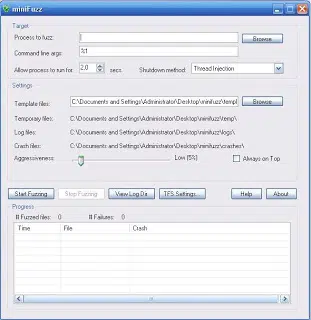 miniFuzz
Target
Process to fuzz:
Browse
Command line args: %1
Allow process to run for 2.0 secs. Shutdown method Thread Injection
Settings
Template files: C:\Documents and Settings\Administrator\Desktop\minifuzz\templ Browse
Temporary files: C:\Documents and Settings\Administrator\Desktop\minifuzz\temp\
Log files: C:\Documents and Settings\Administrator\Desktop\minifuzz\logs\
Crash files: C:\Documents and Settings\Administrator\Desktop\minifuzz\crashes\
Aggressiveness Low (5%) Always on Top
Start Fuzzing Stop Fuzzing View Log Dir TFS Settings... Help About
Progress
# Fuzzed files: 0 # Failures: 0
Time File Crash